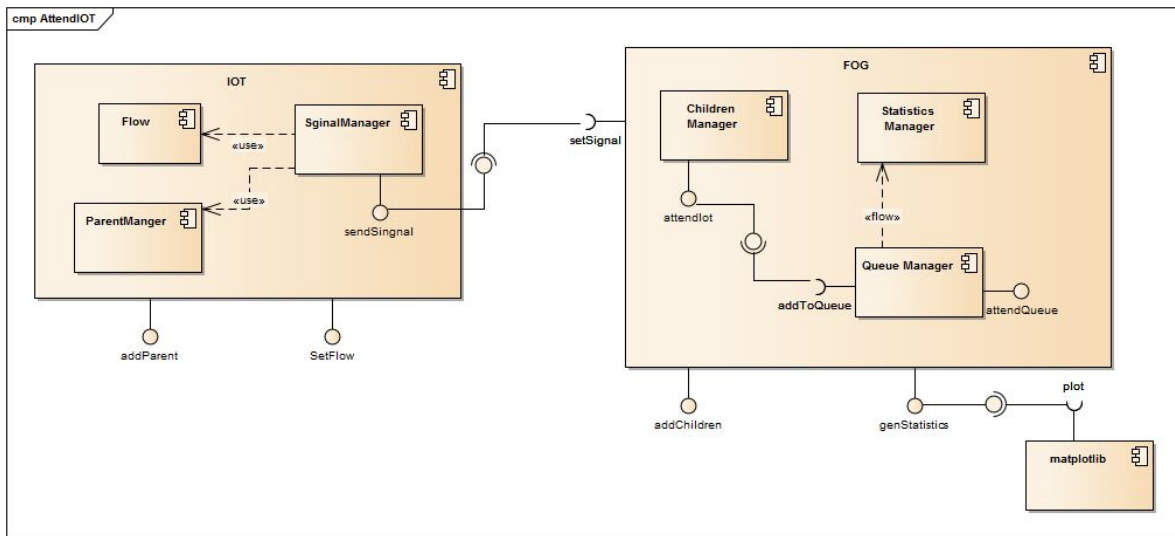 cmp AttendIOT
IOT
Flow
SginalManager
«use»
«use»
ParentManger
sendSingnal
addParent
SetFlow
setSignal
FOG
Children
Manager
Statistics
Manager
attendIot
«flow»
Queue Manager
addToQueue
attendQueue
addChildren
genStatistics
plot
matplotlib